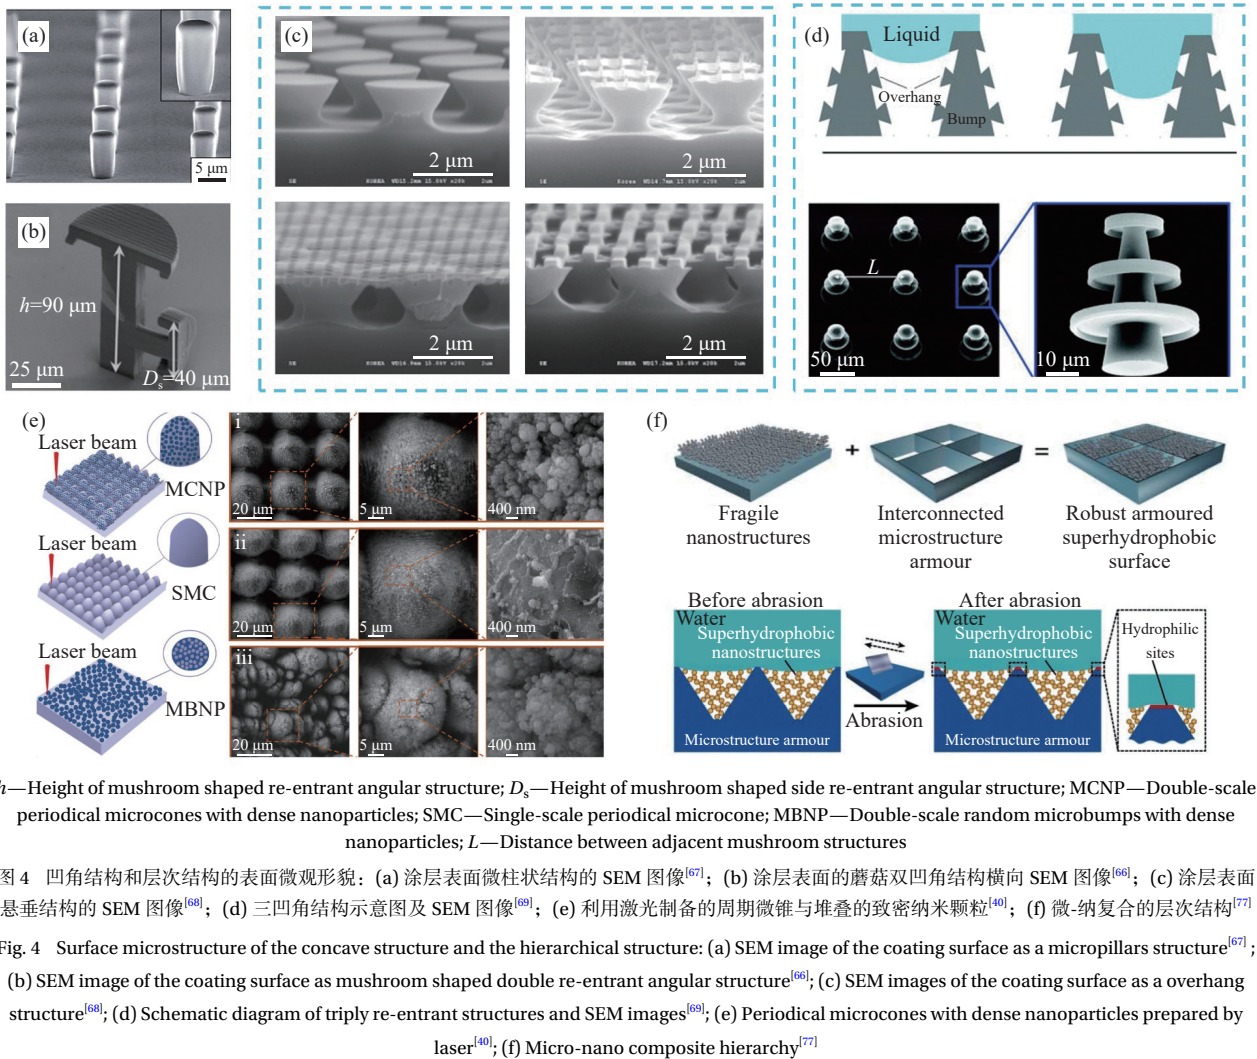 (a)
5 μm
(b)
h=90 μm
25 μm
Ds=40 μm
(c)
2 μm
2 μm
2 μm
2 μm
(d)
Liquid
Overhang
Bump
L
50 μm
10 μm
(e)
Laser beam
MCNP
Laser beam
SMC
Laser beam
MBNP
i
20 μm
5 μm
400 nm
ii
20 μm
5 μm
400 nm
iii
20 μm
5 μm
400 nm
(f)
+
=
Fragile
nanostructures
Interconnected
microstructure
armour
Robust armoured
superhydrophobic
surface
Before abrasion
Water
Superhydrophobic
nanostructures
Microstructure armour
Abrasion
After abrasion
Water
Superhydrophobic
nanostructures
Microstructure armour
Hydrophilic
sites
h—Height of mushroom shaped re-entrant angular structure; Ds—Height of mushroom shaped side re-entrant angular structure; MCNP—Double-scale
periodical microcones with dense nanoparticles; SMC—Single-scale periodical microcone; MBNP—Double-scale random microbumps with dense
nanoparticles; L—Distance between adjacent mushroom structures
图 4 凹角结构和层次结构的表面微观形貌：(a) 涂层表面微柱状结构的 SEM 图像[67]；(b) 涂层表面的蘑菇双凹角结构横向 SEM 图像[66]；(c) 涂层表面
悬垂结构的 SEM 图像[68]；(d) 三凹角结构示意图及 SEM 图像[69]；(e) 利用激光制备的周期微锥与堆叠的致密纳米颗粒[40]；(f) 微-纳复合的层次结构[77]
Fig. 4 Surface microstructure of the concave structure and the hierarchical structure: (a) SEM image of the coating surface as a micropillars structure[67];
(b) SEM image of the coating surface as mushroom shaped double re-entrant angular structure[66]; (c) SEM images of the coating surface as a overhang
structure[68]; (d) Schematic diagram of triply re-entrant structures and SEM images[69]; (e) Periodical microcones with dense nanoparticles prepared by
laser[40]; (f) Micro-nano composite hierarchy[77]